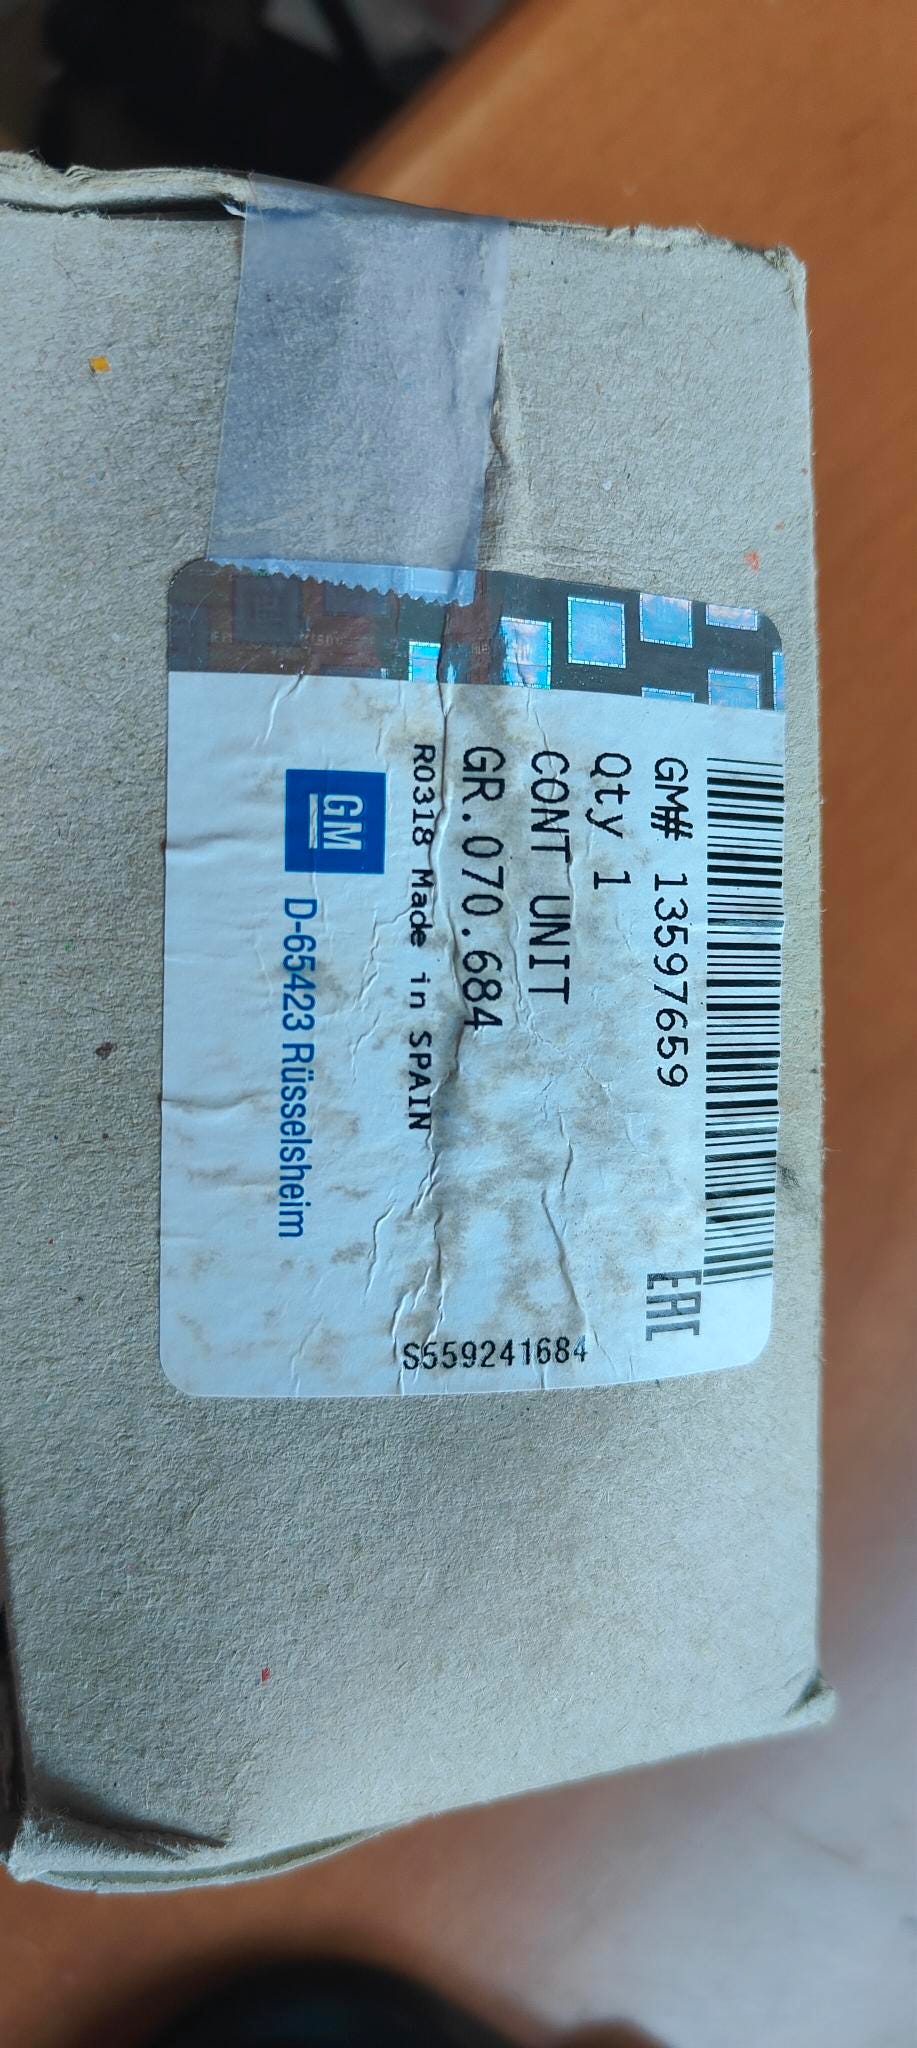 GM# 13597659
EAC
Qty 1
CONT UNIT
GR.070.684
R0318 Made in SPAIN
S559241684
GM
D-65423 Rüsselsheim